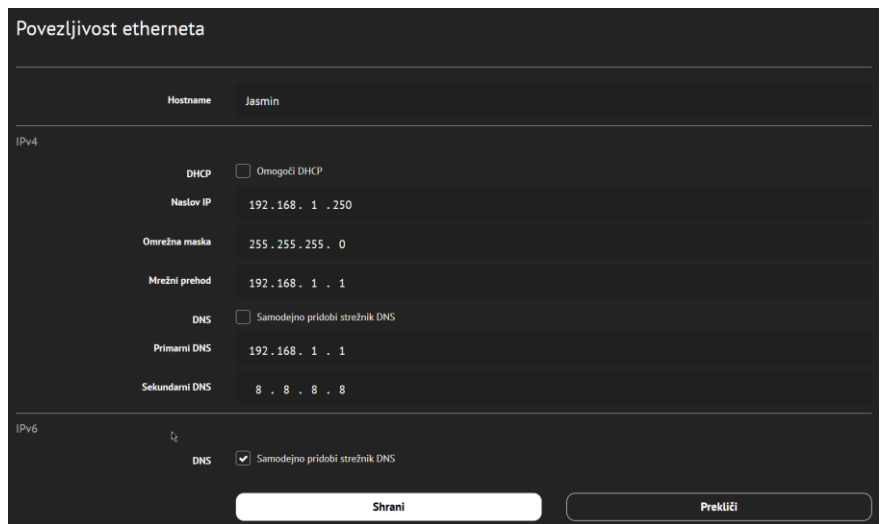 Povezljivost etherneta
Hostname Jasmin
IPv4
DHCP Omogoči DHCP
Naslov IP 192.168. 1 .250
Omrežna maska 255.255.255. 0
Mrežni prehod 192.168. 1 . 1
DNS Samodejno pridobi strežnik DNS
Primarni DNS 192.168. 1 . 1
Sekundarni DNS 8 . 8 . 8 . 8
IPv6
DNS Samodejno pridobi strežnik DNS
Shrani Prekliči